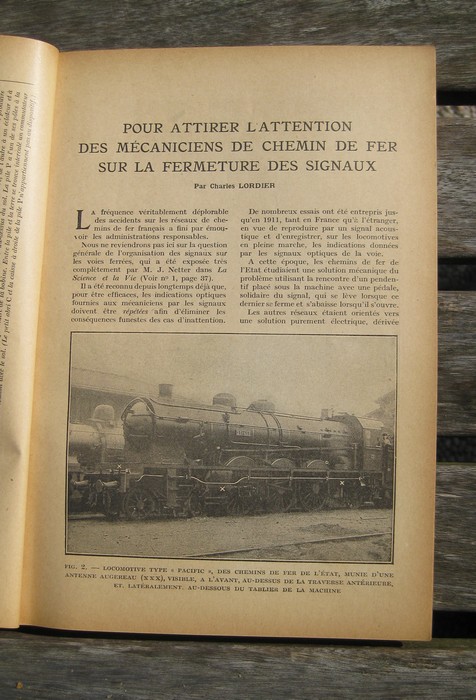 POUR ATTIRER L'ATTENTION
DES MÉCANICIENS DE CHEMIN DE FER
SUR LA FERMETURE DES SIGNAUX
Par Charles LORDIER
LA fréquence véritablement déplorable
des accidents sur les réseaux de che-
mins de fer français a fini par émou-
voir les administrations responsables.
Nous ne reviendrons pas ici sur la question
générale de l'organisation des signaux sur
les voies ferrées, qui a été exposée très
complètement par M. J. Netter dans La
Science et la Vie (Voir no 1, page 37).
Il a été reconnu depuis longtemps déjà que,
pour être efficaces, les indications optiques
fournies aux mécaniciens par les signaux
doivent être répétées afin d'éliminer les
conséquences funestes des cas d'inattention.
De nombreux essais ont été entrepris jus-
qu'en 1911, tant en France qu'à l'étranger,
en vue de produire par un signal acous-
tique et d'enregistrer, sur les locomotives
en pleine marche, les indications données
par les signaux optiques de la voie.
A cette époque, les chemins de fer de
l'Etat étudiaient une solution mécanique du
problème utilisant la rencontre d'un penden-
tif placé sous la machine avec une pédale,
solidaire du signal, qui se lève lorsque ce
dernier se ferme et s'abaisse lorsqu'il s'ouvre.
Les autres réseaux étaient orientés vers
une solution purement électrique, dérivée
FIG. 2. — LOCOMOTIVE TYPE « PACIFIC », DES CHEMINS DE FER DE L'ÉTAT, MUNIE D'UNE
ANTENNE AUGEREAU (XXX), VISIBLE, A L'AVANT, AU-DESSUS DE LA TRAVERSE ANTÉRIEURE,
ET, LATÉRALEMENT, AU-DESSOUS DU TABLIER DE LA MACHINE